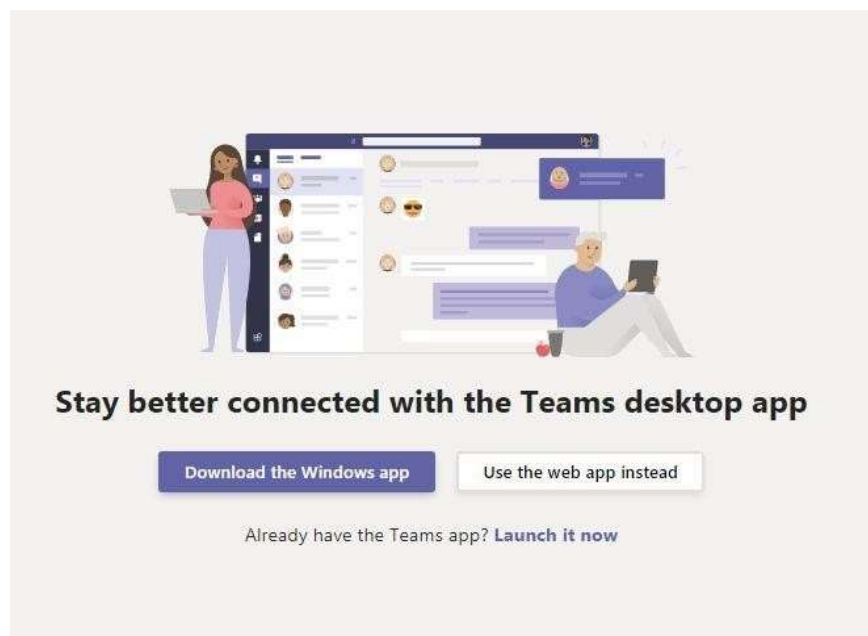 Stay better connected with the Teams desktop app
Download the Windows app
Use the web app instead
Already have the Teams app? Launch it now